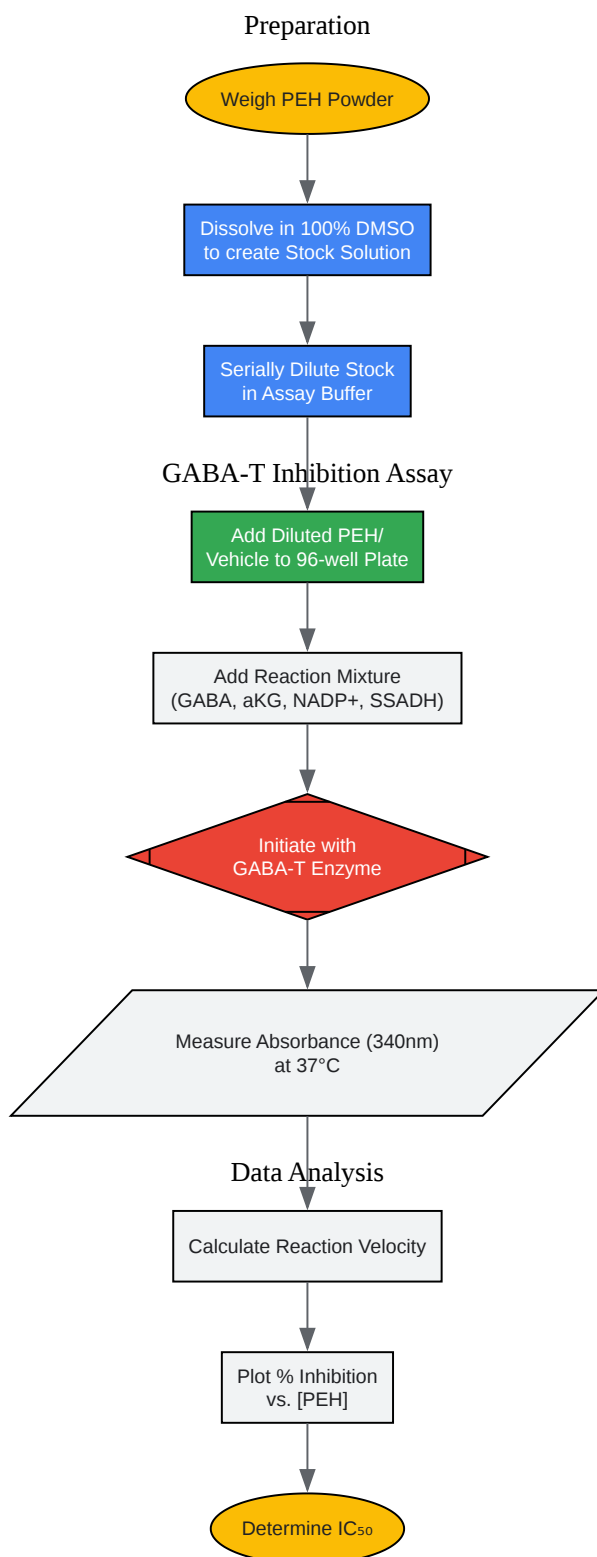 Preparation
Weigh PEH Powder
Dissolve in 100% DMSO
to create Stock Solution
Serially Dilute Stock
in Assay Buffer
GABA-T Inhibition Assay
Add Diluted PEH/
Vehicle to 96-well Plate
Add Reaction Mixture
(GABA, aKG, NADP+, SSADH)
Initiate with
GABA-T Enzyme
Measure Absorbance (340nm)
at 37°C
Data Analysis
Calculate Reaction Velocity
Plot % Inhibition
vs. [PEH]
Determine IC₅₀